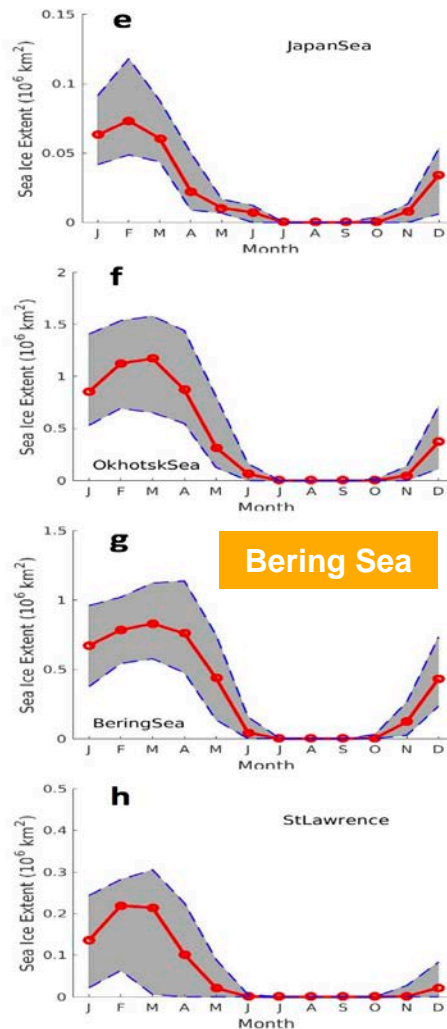 e
JapanSea
Sea Ice Extent (10⁶ km²)
0.15
0.1
0.05
0
J F M A M J J A S O N D
Month
f
OkhotskSea
Sea Ice Extent (10⁶ km²)
2
1.5
1
0.5
0
J F M A M J J A S O N D
Month
g
Bering Sea
BeringSea
Sea Ice Extent (10⁶ km²)
1.5
1
0.5
0
J F M A M J J A S O N D
Month
h
StLawrence
Sea Ice Extent (10⁶ km²)
0.5
0.4
0.3
0.2
0.1
0
J F M A M J J A S O N D
Month